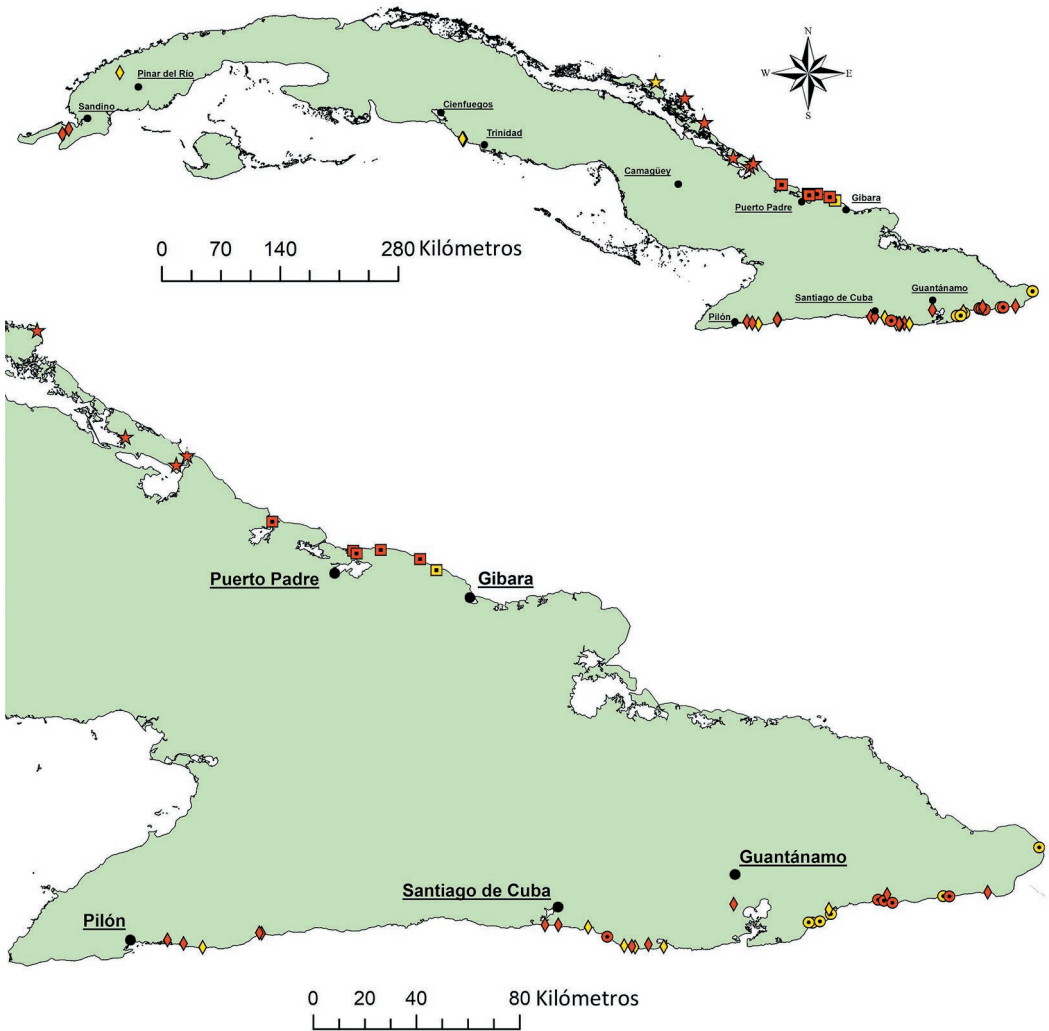 N
W E
S
Pinar del Río
Sandino
Cienfuegos
Trinidad
Camagüey
Puerto Padre
Gibara
0 70 140 280 Kilómetros
Guantánamo
Santiago de Cuba
Pilón
Puerto Padre
Gibara
Guantánamo
Santiago de Cuba
Pilón
0 20 40 80 Kilómetros